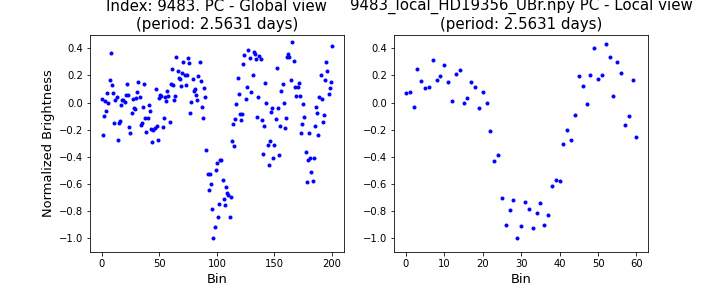 Index: 9483. PC - Global view
(period: 2.5631 days)
9483_local_HD19356_UBr.npy PC - Local view
(period: 2.5631 days)
Normalized Brightness
0.4
0.2
0.0
−0.2
−0.4
−0.6
−0.8
−1.0
0 50 100 150 200
Bin
0.4
0.2
0.0
−0.2
−0.4
−0.6
−0.8
−1.0
0 10 20 30 40 50 60
Bin